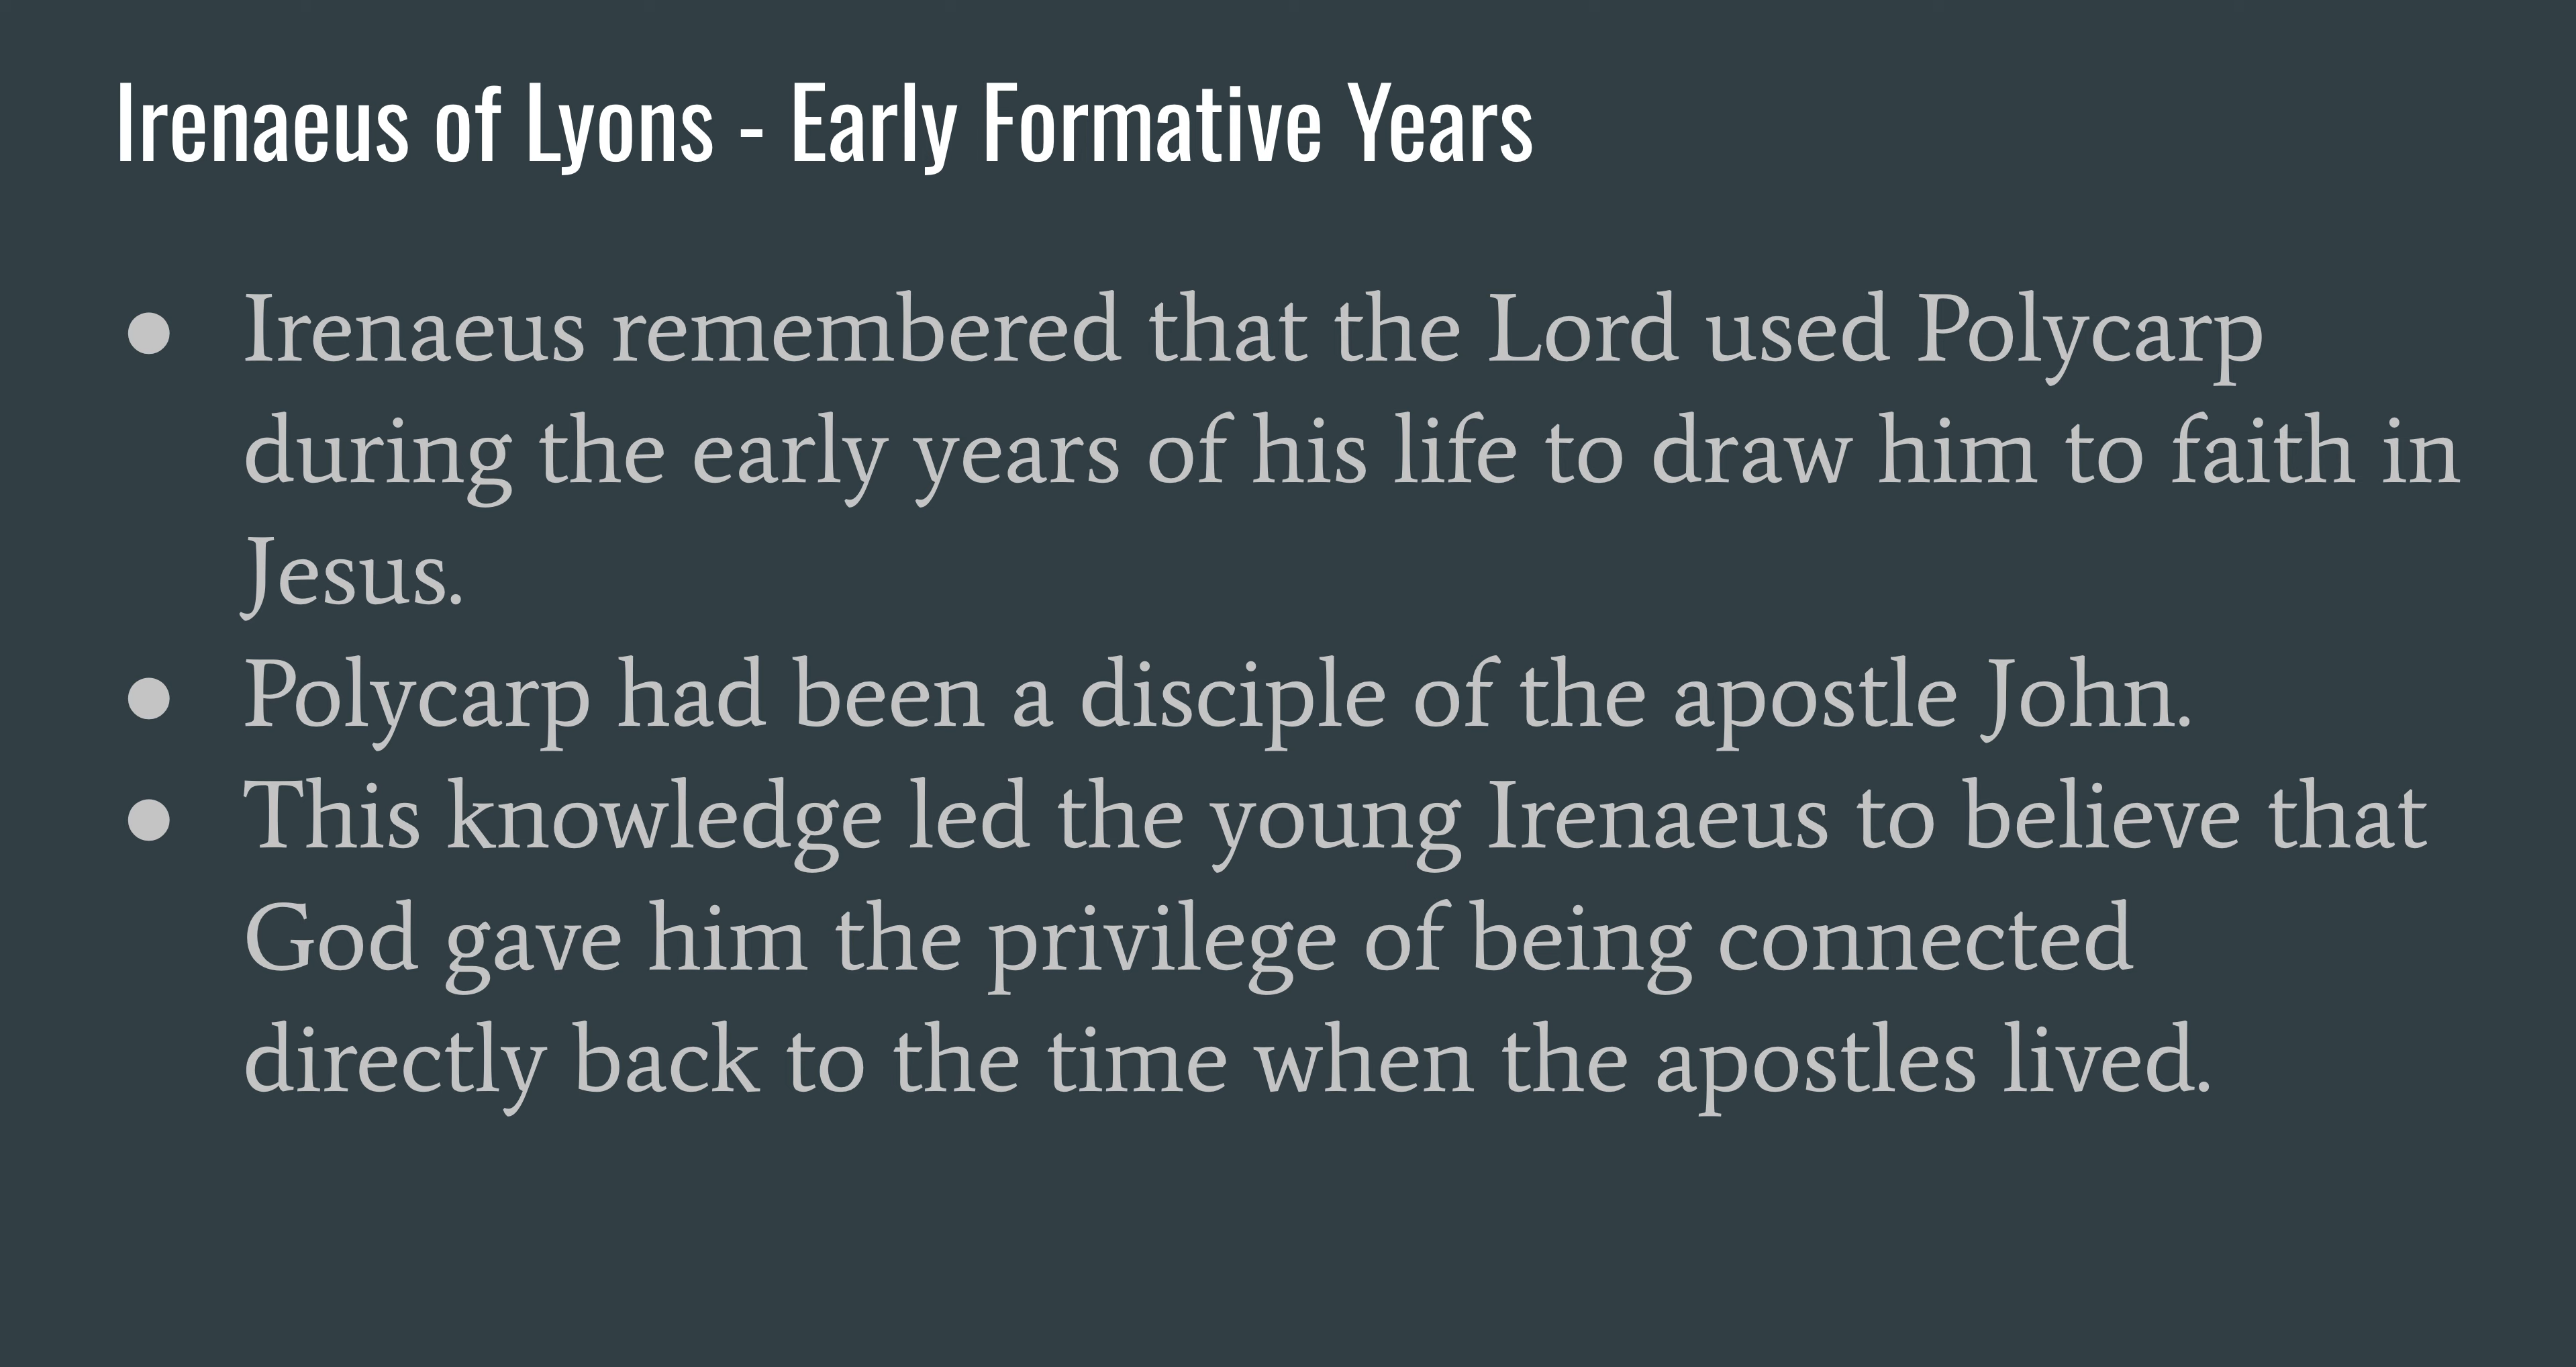 Irenaeus of Lyons - Early Formative Years
● Irenaeus remembered that the Lord used Polycarp
during the early years of his life to draw him to faith in
Jesus.
● Polycarp had been a disciple of the apostle John.
● This knowledge led the young Irenaeus to believe that
God gave him the privilege of being connected
directly back to the time when the apostles lived.